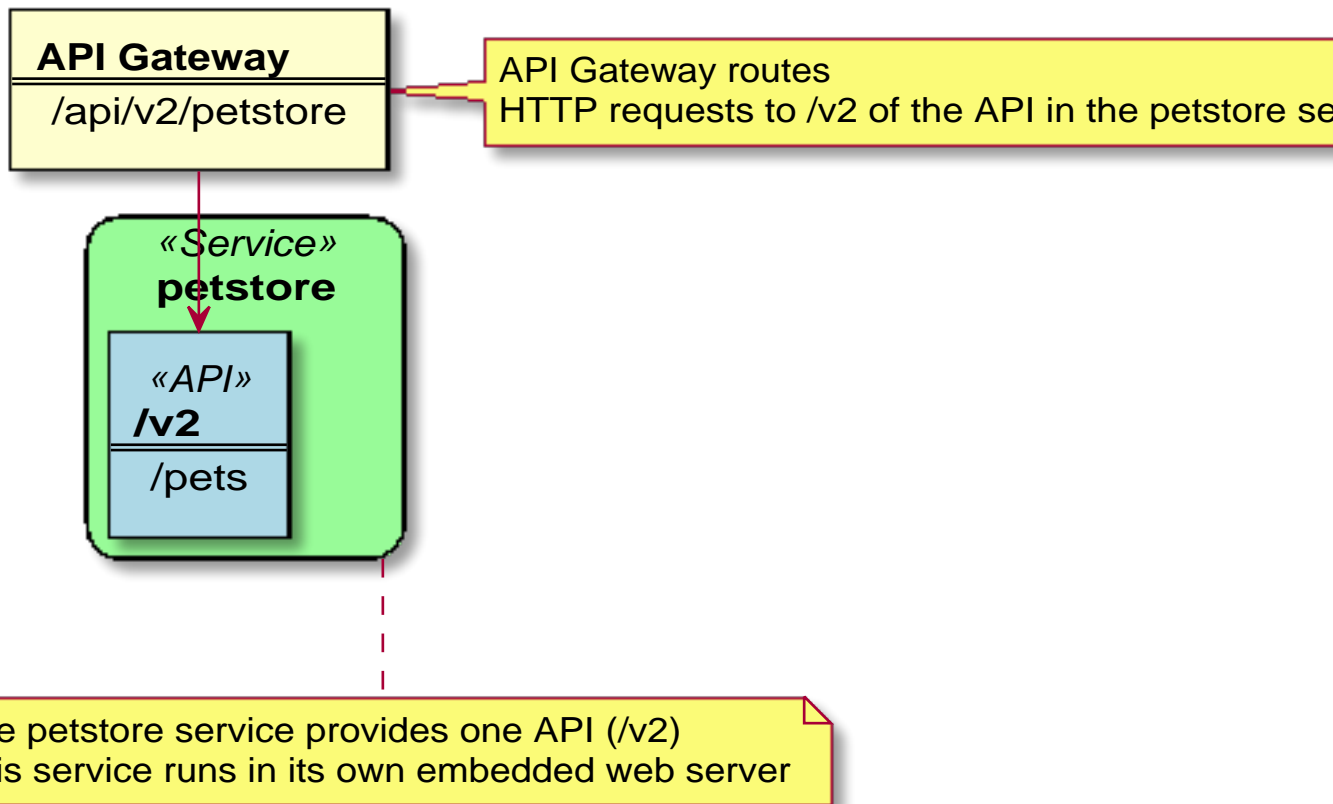 API Gateway
/api/v2/petstore
API Gateway routes
HTTP requests to /v2 of the API in the petstore se
«Service»
petstore
«API»
/v2
/pets
e petstore service provides one API (/v2)
is service runs in its own embedded web server